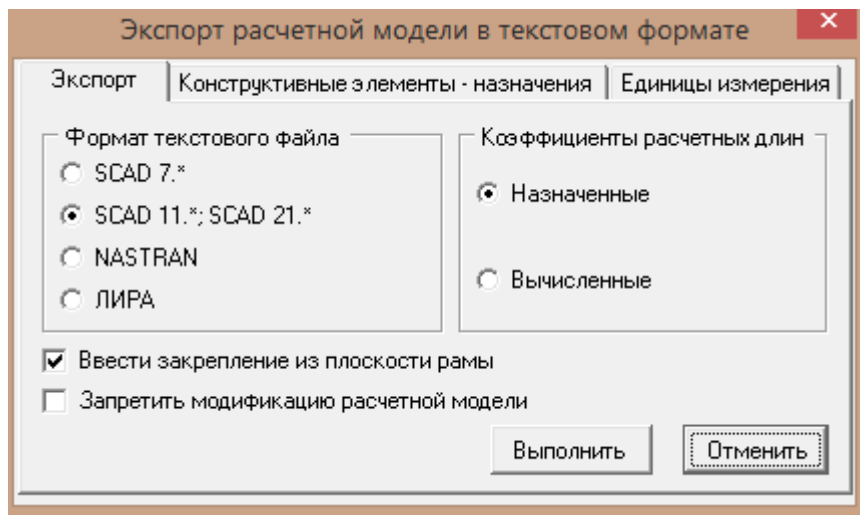 Экспорт расчетной модели в текстовом формате
Экспорт
Конструктивные элементы - назначения
Единицы измерения
Формат текстового файла
SCAD 7.*
SCAD 11.*; SCAD 21.*
NASTRAN
ЛИРА
Коэффициенты расчетных длин
Назначенные
Вычисленные
Ввести закрепление из плоскости рамы
Запретить модификацию расчетной модели
Выполнить
Отменить